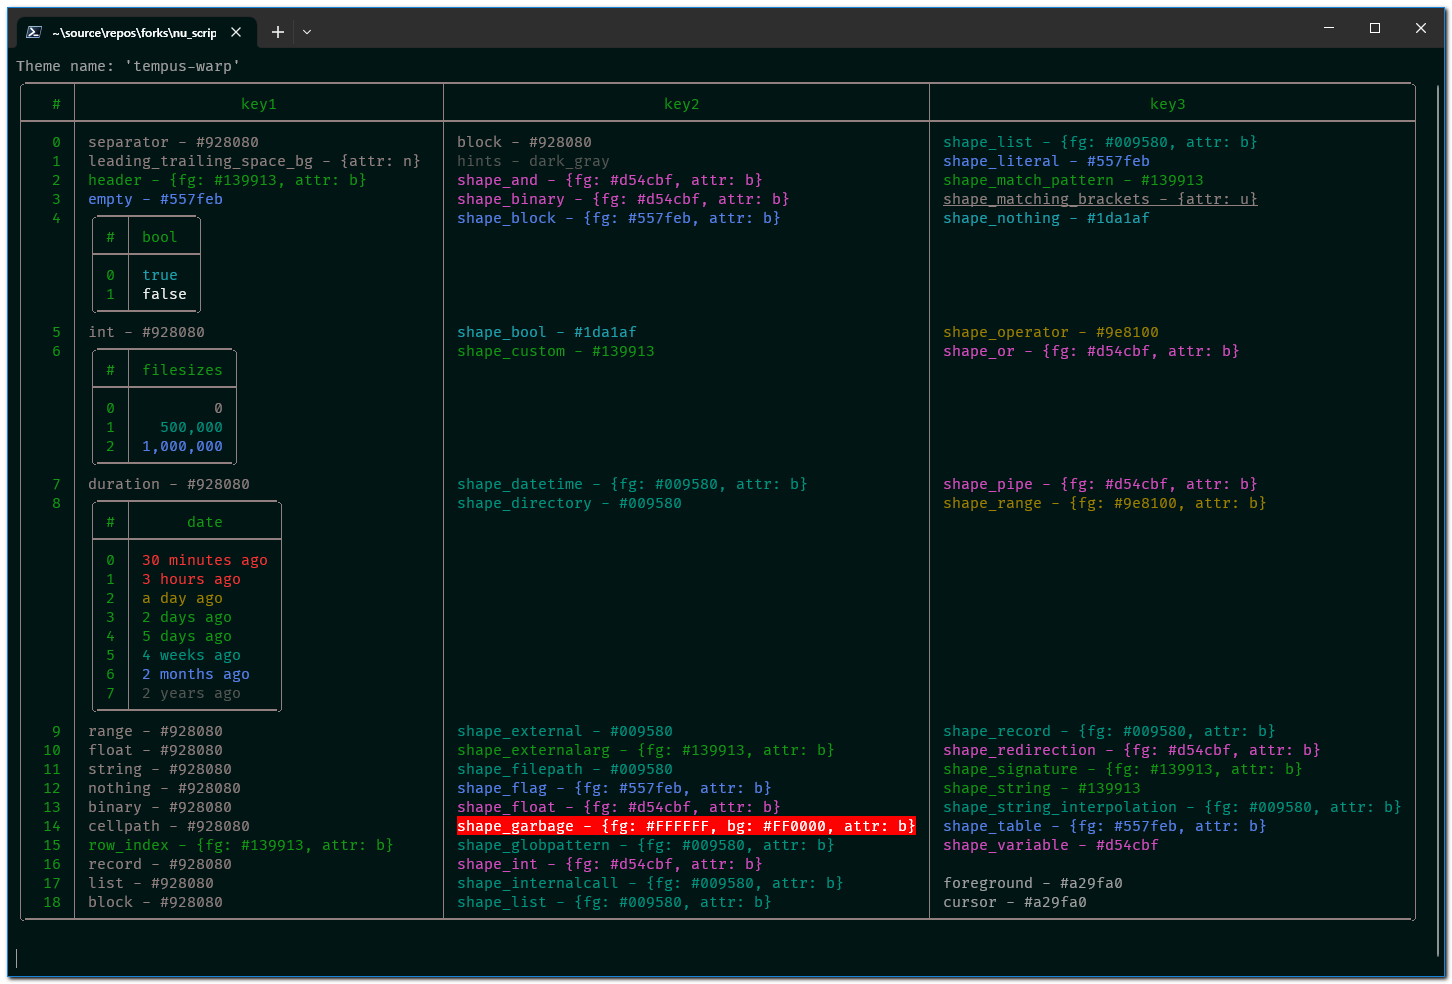 ~\source\repos\forks\nu_scrip
Theme name: 'tempus-warp'
# key1 key2 key3
0 separator - #928080 block - #928080 shape_list - {fg: #009580, attr: b}
1 leading_trailing_space_bg - {attr: n} hints - dark_gray shape_literal - #557feb
2 header - {fg: #139913, attr: b} shape_and - {fg: #d54cbf, attr: b} shape_match_pattern - #139913
3 empty - #557feb shape_binary - {fg: #d54cbf, attr: b} shape_matching_brackets - {attr: u}
4 shape_block - {fg: #557feb, attr: b} shape_nothing - #1da1af
# bool
0 true
1 false
5 int - #928080 shape_bool - #1da1af shape_operator - #9e8100
6 shape_custom - #139913 shape_or - {fg: #d54cbf, attr: b}
# filesizes
0 0
1 500,000
2 1,000,000
7 duration - #928080 shape_datetime - {fg: #009580, attr: b} shape_pipe - {fg: #d54cbf, attr: b}
8 shape_directory - #009580 shape_range - {fg: #9e8100, attr: b}
# date
0 30 minutes ago
1 3 hours ago
2 a day ago
3 2 days ago
4 5 days ago
5 4 weeks ago
6 2 months ago
7 2 years ago
9 range - #928080 shape_external - #009580 shape_record - {fg: #009580, attr: b}
10 float - #928080 shape_externalarg - {fg: #139913, attr: b} shape_redirection - {fg: #d54cbf, attr: b}
11 string - #928080 shape_filepath - #009580 shape_signature - {fg: #139913, attr: b}
12 nothing - #928080 shape_flag - {fg: #557feb, attr: b} shape_string - #139913
13 binary - #928080 shape_float - {fg: #d54cbf, attr: b} shape_string_interpolation - {fg: #009580, attr: b}
14 cellpath - #928080 shape_garbage - {fg: #FFFFFF, bg: #FF0000, attr: b} shape_table - {fg: #557feb, attr: b}
15 row_index - {fg: #139913, attr: b} shape_globpattern - {fg: #009580, attr: b} shape_variable - #d54cbf
16 record - #928080 shape_int - {fg: #d54cbf, attr: b}
17 list - #928080 shape_internalcall - {fg: #009580, attr: b} foreground - #a29fa0
18 block - #928080 shape_list - {fg: #009580, attr: b} cursor - #a29fa0